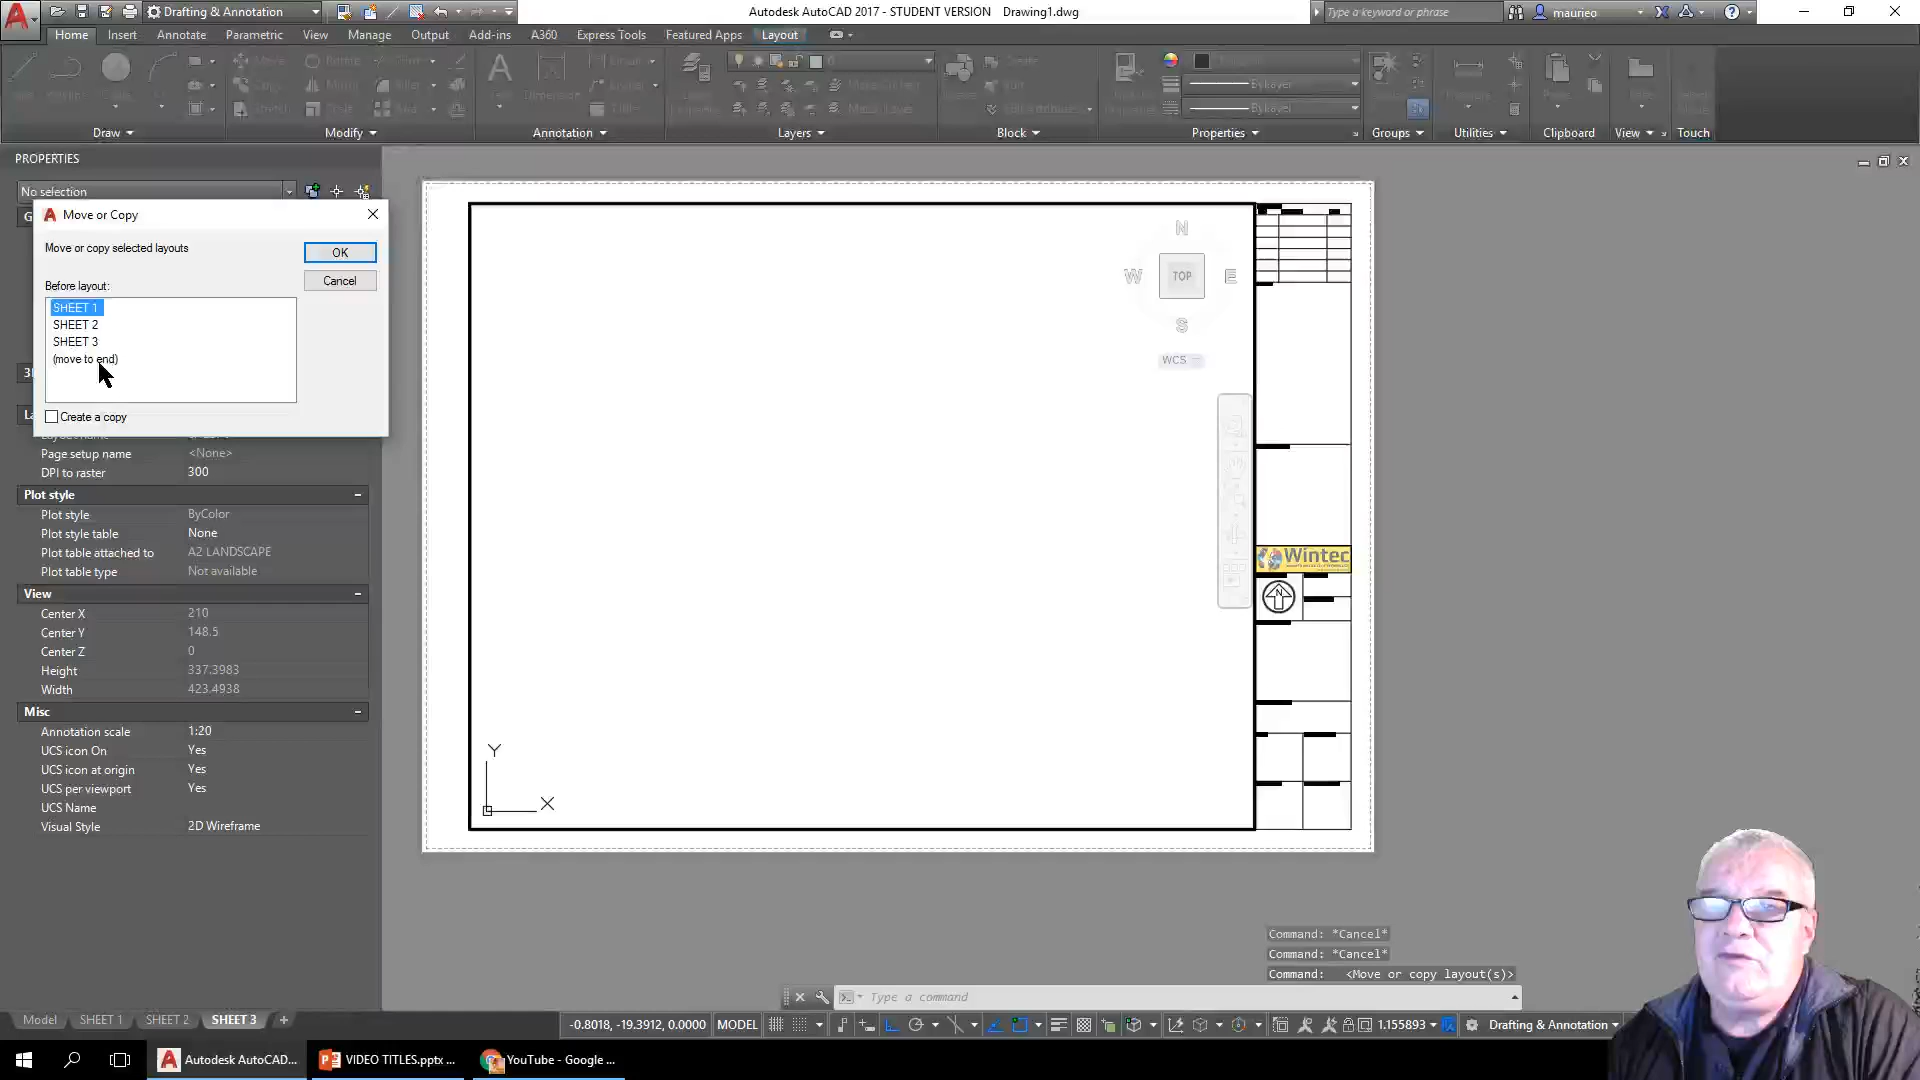 Drafting & Annotation
Autodesk AutoCAD 2017 - STUDENT VERSION Drawing1.dwg
Type a keyword or phrase
maurieo
Home Insert Annotate Parametric View Manage Output Add-ins A360 Express Tools Featured Apps Layout
ByLayer
ByLayer
Draw Modify Annotation Layers Block Properties Groups Utilities Clipboard View Touch
PROPERTIES
No selection
Move or Copy
Move or copy selected layouts
OK
Cancel
Before layout:
SHEET 1
SHEET 2
SHEET 3
(move to end)
Create a copy
Page setup name <None>
DPI to raster 300
Plot style
Plot style ByColor
Plot style table None
Plot table attached to A2 LANDSCAPE
Plot table type Not available
View
Center X 210
Center Y 148.5
Center Z 0
Height 337.3983
Width 423.4938
Misc
Annotation scale 1:20
UCS icon On Yes
UCS icon at origin Yes
UCS per viewport Yes
UCS Name
Visual Style 2D Wireframe
N
W TOP E
S
WCS
Wintec
N
Y
X
Command: *Cancel*
Command: *Cancel*
Command: <Move or copy layout(s)>
Type a command
Model SHEET 1 SHEET 2 SHEET 3 +
-0.8018, -19.3912, 0.0000 MODEL
1.155893
Drafting & Annotation
Autodesk AutoCAD...
VIDEO TITLES.pptx ...
YouTube - Google ...